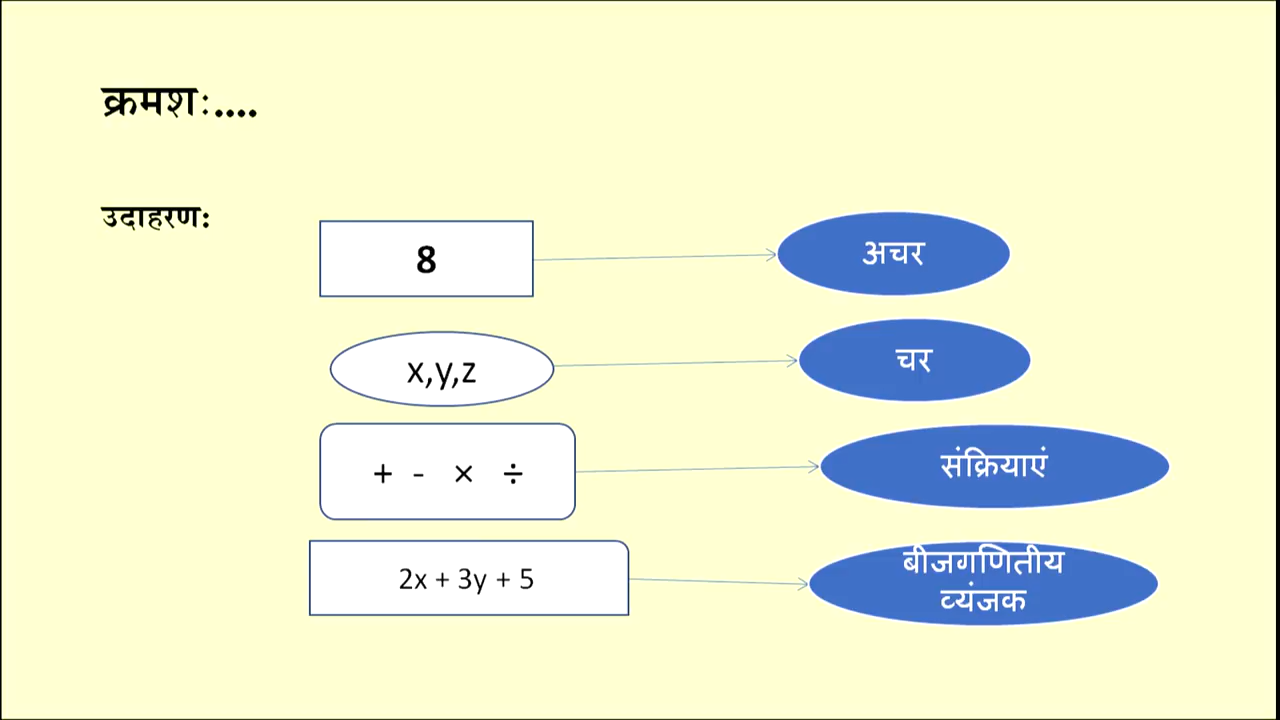 क्रमशः....
उदाहरण:
8
अचर
x,y,z
चर
+ - × ÷
संक्रियाएं
2x + 3y + 5
बीजगणितीय
व्यंजक